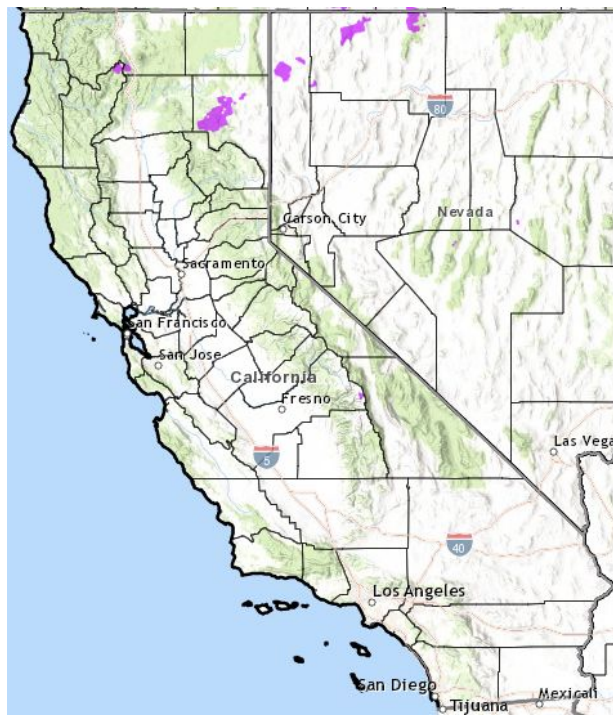 80
Carson City
Nevada
Sacramento
San Francisco
San Jose
California
Fresno
5
Las Vega
40
Los Angeles
San Diego
Tijuana
Mexicali